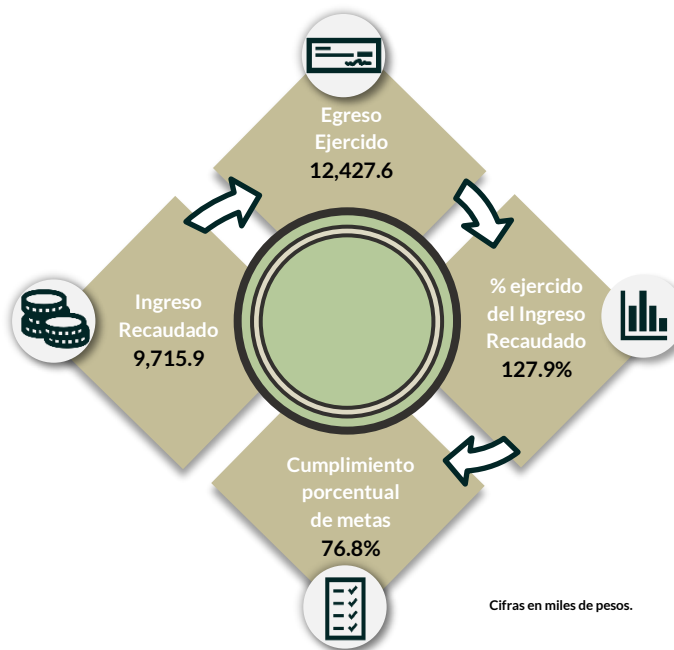 Egreso
Ejercido
12,427.6
Ingreso
Recaudado
9,715.9
% ejercido
del Ingreso
Recaudado
127.9%
Cumplimiento
porcentual
de metas
76.8%
Cifras en miles de pesos.